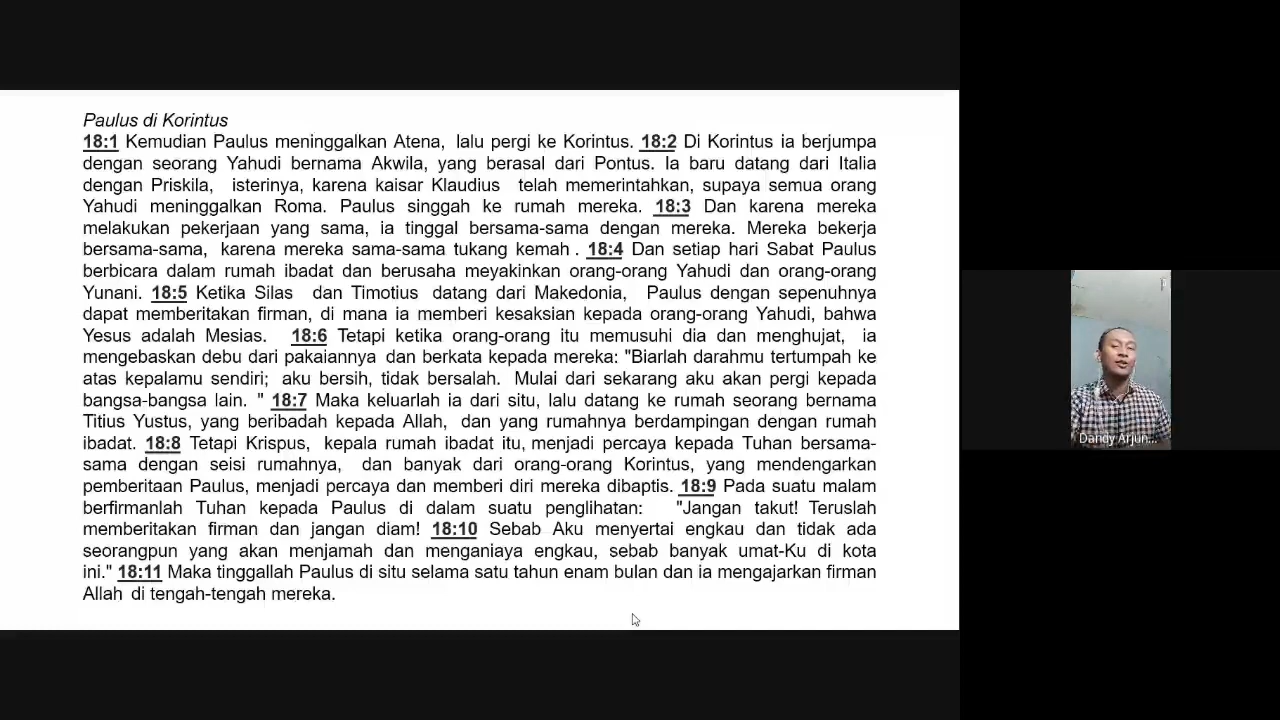 Paulus di Korintus
18:1 Kemudian Paulus meninggalkan Atena, lalu pergi ke Korintus. 18:2 Di Korintus ia berjumpa
dengan seorang Yahudi bernama Akwila, yang berasal dari Pontus. Ia baru datang dari Italia
dengan Priskila, isterinya, karena kaisar Klaudius telah memerintahkan, supaya semua orang
Yahudi meninggalkan Roma. Paulus singgah ke rumah mereka. 18:3 Dan karena mereka
melakukan pekerjaan yang sama, ia tinggal bersama-sama dengan mereka. Mereka bekerja
bersama-sama, karena mereka sama-sama tukang kemah . 18:4 Dan setiap hari Sabat Paulus
berbicara dalam rumah ibadat dan berusaha meyakinkan orang-orang Yahudi dan orang-orang
Yunani. 18:5 Ketika Silas dan Timotius datang dari Makedonia, Paulus dengan sepenuhnya
dapat memberitakan firman, di mana ia memberi kesaksian kepada orang-orang Yahudi, bahwa
Yesus adalah Mesias. 18:6 Tetapi ketika orang-orang itu memusuhi dia dan menghujat, ia
mengebaskan debu dari pakaiannya dan berkata kepada mereka: "Biarlah darahmu tertumpah ke
atas kepalamu sendiri; aku bersih, tidak bersalah. Mulai dari sekarang aku akan pergi kepada
bangsa-bangsa lain. " 18:7 Maka keluarlah ia dari situ, lalu datang ke rumah seorang bernama
Titius Yustus, yang beribadah kepada Allah, dan yang rumahnya berdampingan dengan rumah
ibadat. 18:8 Tetapi Krispus, kepala rumah ibadat itu, menjadi percaya kepada Tuhan bersama-
sama dengan seisi rumahnya, dan banyak dari orang-orang Korintus, yang mendengarkan
pemberitaan Paulus, menjadi percaya dan memberi diri mereka dibaptis. 18:9 Pada suatu malam
berfirmanlah Tuhan kepada Paulus di dalam suatu penglihatan: "Jangan takut! Teruslah
memberitakan firman dan jangan diam! 18:10 Sebab Aku menyertai engkau dan tidak ada
seorangpun yang akan menjamah dan menganiaya engkau, sebab banyak umat-Ku di kota
ini." 18:11 Maka tinggallah Paulus di situ selama satu tahun enam bulan dan ia mengajarkan firman
Allah di tengah-tengah mereka.
Dandy Arjun...